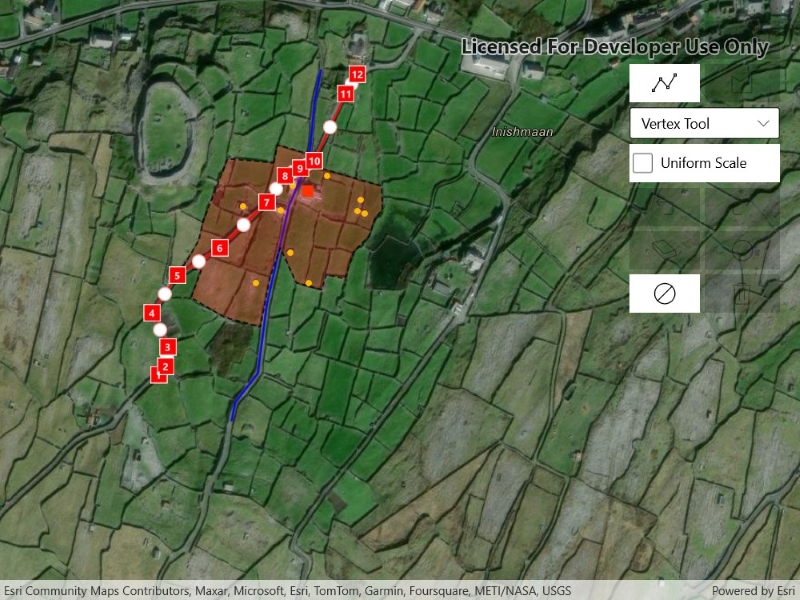 Licensed For Developer Use Only
Inishmaan
Vertex Tool
Uniform Scale
12
11
10
9
8
7
6
5
4
3
2
1
Esri Community Maps Contributors, Maxar, Microsoft, Esri, TomTom, Garmin, Foursquare, METI/NASA, USGS
Powered by Esri